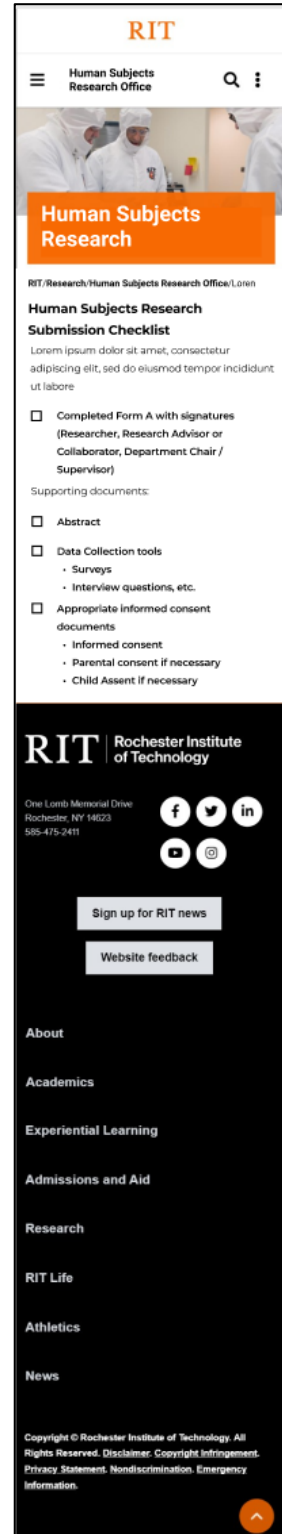 RIT
Human Subjects
Research Office
Human Subjects
Research
RIT/Research/Human Subjects Research Office/Loren
Human Subjects Research
Submission Checklist
Lorem ipsum dolor sit amet, consectetur
adipiscing elit, sed do eiusmod tempor incididunt
ut labore
Completed Form A with signatures
(Researcher, Research Advisor or
Collaborator, Department Chair /
Supervisor)
Supporting documents:
Abstract
Data Collection tools
• Surveys
• Interview questions, etc.
Appropriate informed consent
documents
• Informed consent
• Parental consent if necessary
• Child Assent if necessary
RIT | Rochester Institute
of Technology
One Lomb Memorial Drive
Rochester, NY 14623
585-475-2411
Sign up for RIT news
Website feedback
About
Academics
Experiential Learning
Admissions and Aid
Research
RIT Life
Athletics
News
Copyright © Rochester Institute of Technology. All
Rights Reserved. Disclaimer. Copyright Infringement.
Privacy Statement. Nondiscrimination. Emergency
Information.